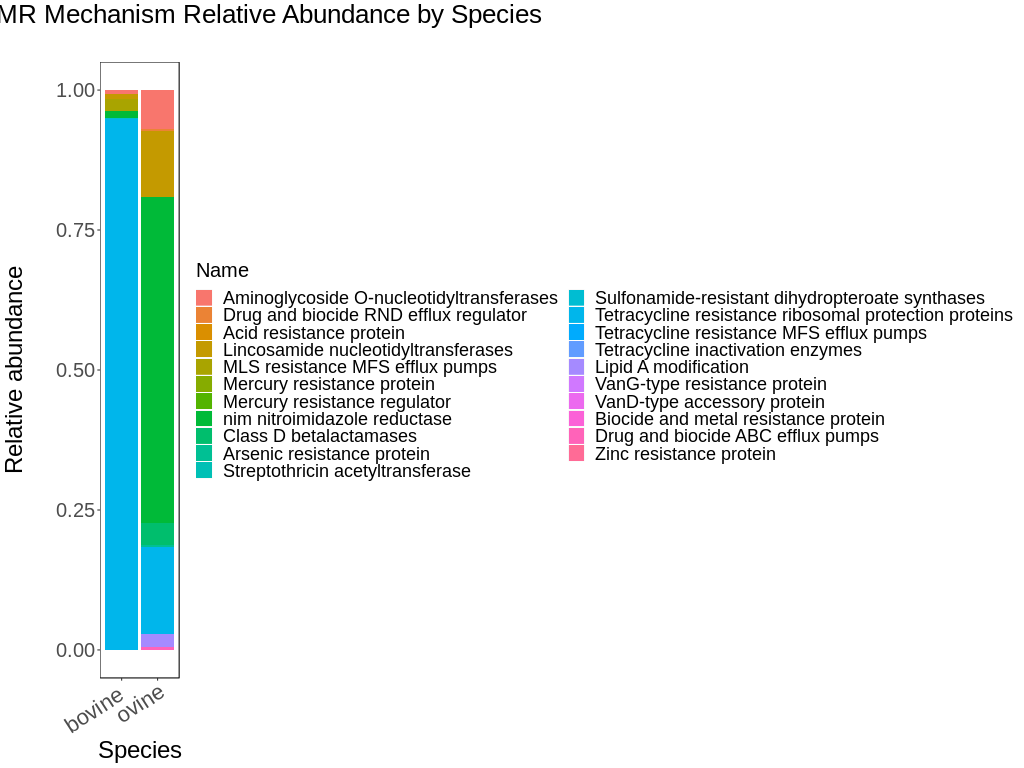 MR Mechanism Relative Abundance by Species
Relative abundance
1.00
0.75
0.50
0.25
0.00
bovine
ovine
Species
Name
Aminoglycoside O-nucleotidyltransferases
Drug and biocide RND efflux regulator
Acid resistance protein
Lincosamide nucleotidyltransferases
MLS resistance MFS efflux pumps
Mercury resistance protein
Mercury resistance regulator
nim nitroimidazole reductase
Class D betalactamases
Arsenic resistance protein
Streptothricin acetyltransferase
Sulfonamide-resistant dihydropteroate synthases
Tetracycline resistance ribosomal protection proteins
Tetracycline resistance MFS efflux pumps
Tetracycline inactivation enzymes
Lipid A modification
VanG-type resistance protein
VanD-type accessory protein
Biocide and metal resistance protein
Drug and biocide ABC efflux pumps
Zinc resistance protein